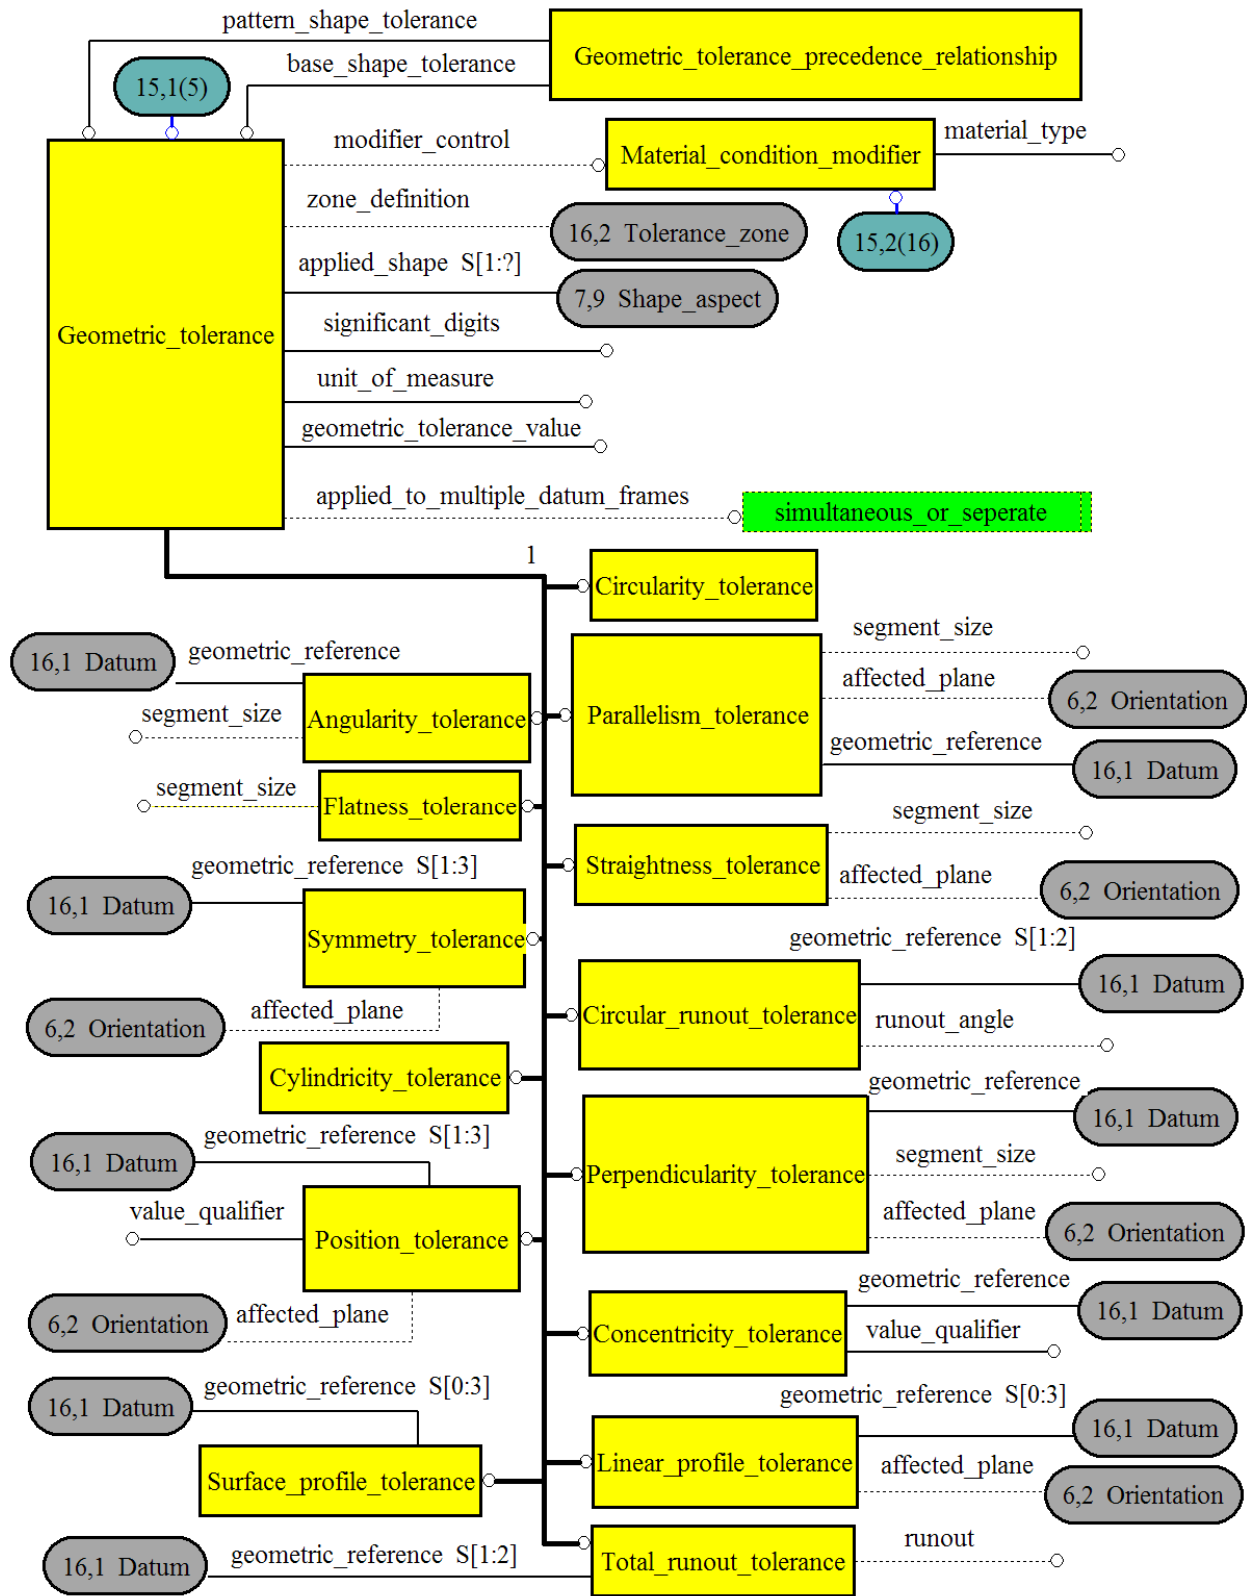 pattern_shape_tolerance
Geometric_tolerance_precedence_relationship
base_shape_tolerance
15,1(5)
modifier_control
Material_condition_modifier
material_type
zone_definition
16,2 Tolerance_zone
15,2(16)
applied_shape S[1:?]
7,9 Shape_aspect
Geometric_tolerance
significant_digits
unit_of_measure
geometric_tolerance_value
applied_to_multiple_datum_frames
simultaneous_or_seperate
1
Circularity_tolerance
16,1 Datum
geometric_reference
segment_size
Angularity_tolerance
segment_size
affected_plane
6,2 Orientation
Parallelism_tolerance
geometric_reference
16,1 Datum
segment_size
Flatness_tolerance
segment_size
Straightness_tolerance
affected_plane
6,2 Orientation
geometric_reference S[1:3]
16,1 Datum
Symmetry_tolerance
affected_plane
6,2 Orientation
geometric_reference S[1:2]
16,1 Datum
Circular_runout_tolerance
runout_angle
Cylindricity_tolerance
geometric_reference
16,1 Datum
Perpendicularity_tolerance
segment_size
affected_plane
6,2 Orientation
geometric_reference S[1:3]
16,1 Datum
value_qualifier
Position_tolerance
affected_plane
6,2 Orientation
geometric_reference
16,1 Datum
Concentricity_tolerance
value_qualifier
geometric_reference S[0:3]
16,1 Datum
Surface_profile_tolerance
geometric_reference S[0:3]
16,1 Datum
Linear_profile_tolerance
affected_plane
6,2 Orientation
geometric_reference S[1:2]
16,1 Datum
Total_runout_tolerance
runout